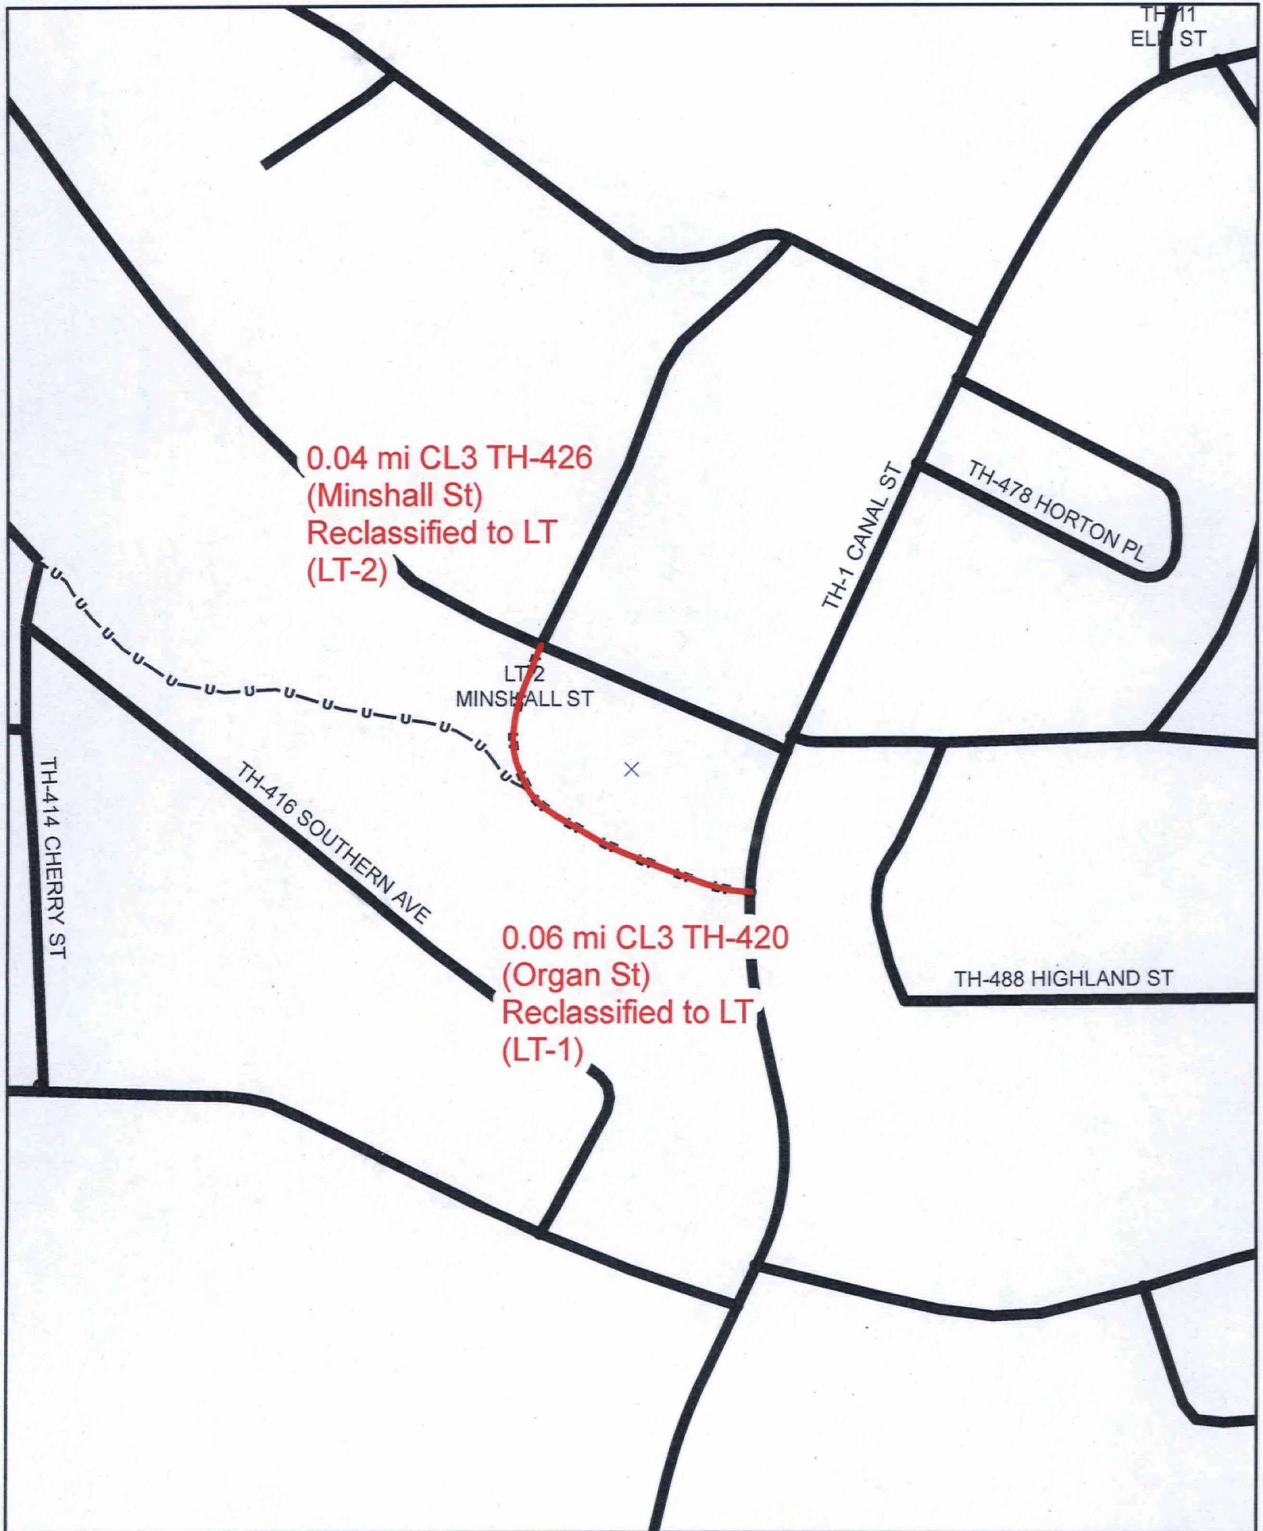 TH-11
ELM ST
0.04 mi CL3 TH-426
(Minshall St)
Reclassified to LT
(LT-2)
TH-478 HORTON PL
TH-1 CANAL ST
LT-2
MINSHALL ST
TH-416 SOUTHERN AVE
TH-414 CHERRY ST
0.06 mi CL3 TH-420
(Organ St)
Reclassified to LT
(LT-1)
TH-488 HIGHLAND ST